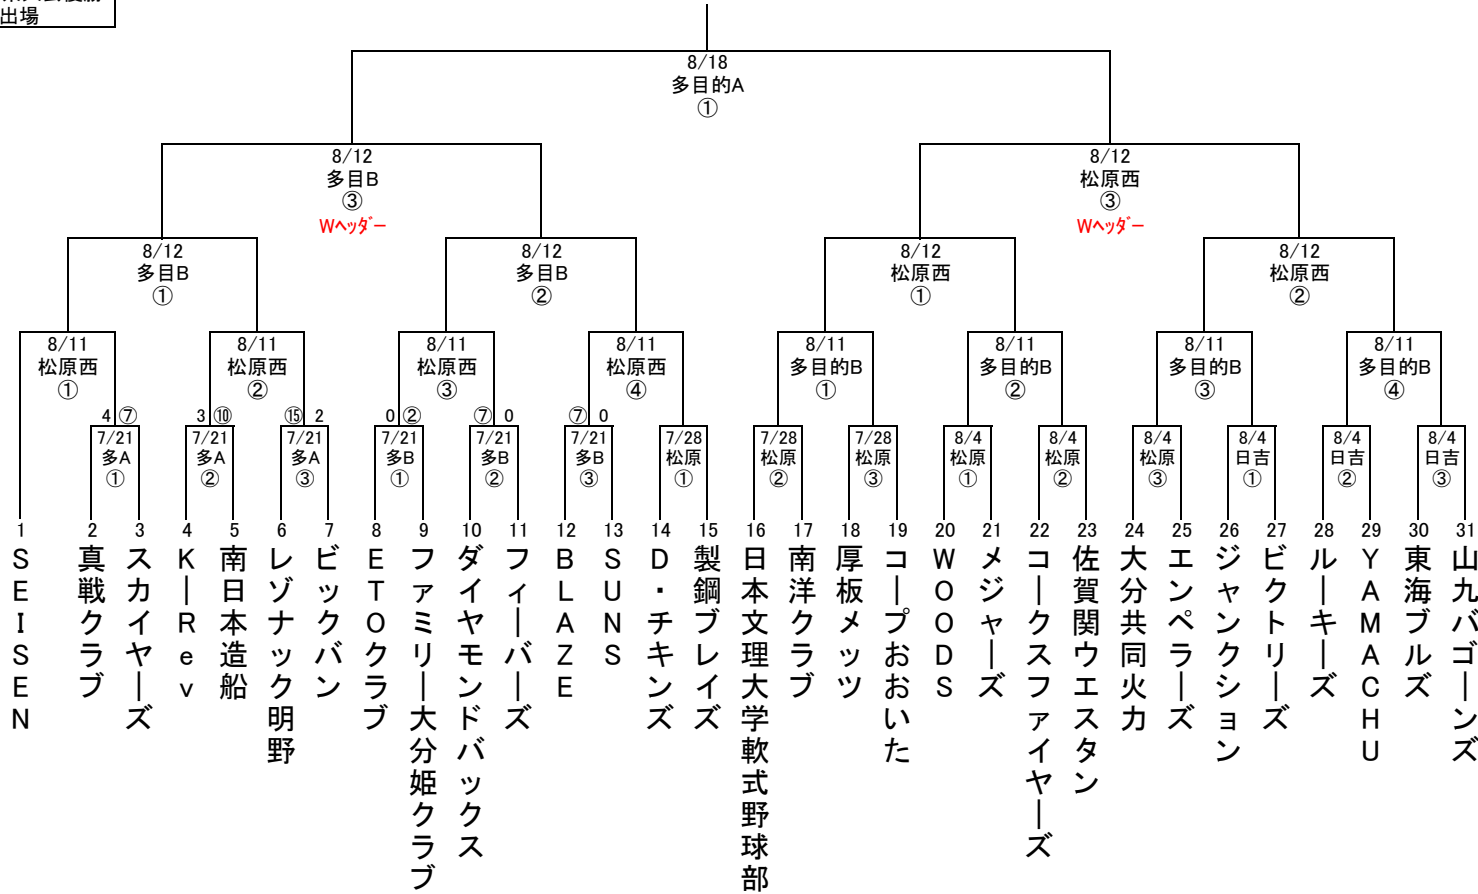 出場
8/18
多目的A
①
8/12
多目B
③
Wﾍｯﾀﾞｰ
8/12
松原西
③
Wﾍｯﾀﾞｰ
8/12
多目B
①
8/12
多目B
②
8/12
松原西
①
8/12
松原西
②
8/11
松原西
①
8/11
松原西
②
8/11
松原西
③
8/11
松原西
④
8/11
多目的B
①
8/11
多目的B
②
8/11
多目的B
③
8/11
多目的B
④
4 ⑦
3 ⑩
⑮ 2
0 ②
⑦ 0
⑦ 0
7/21
多A
①
7/21
多A
②
7/21
多A
③
7/21
多B
①
7/21
多B
②
7/21
多B
③
7/28
松原
①
7/28
松原
②
7/28
松原
③
8/4
松原
①
8/4
松原
②
8/4
松原
③
8/4
日吉
①
8/4
日吉
②
8/4
日吉
③
1
SEISEN
2
真戦クラブ
3
スカイヤーズ
4
K―Rev
5
南日本造船
6
レゾナック明野
7
ビックバン
8
ETOクラブ
9
ファミリー大分姫クラブ
10
ダイヤモンドバックス
11
フィーバーズ
12
BLAZE
13
SUNS
14
D・チキンズ
15
製鋼ブレイズ
16
日本文理大学軟式野球部
17
南洋クラブ
18
厚板メッツ
19
コープおおいた
20
WOODS
21
メジャーズ
22
コークスファイヤーズ
23
佐賀関ウエスタン
24
大分共同火力
25
エンペラーズ
26
ジャンクション
27
ビクトリーズ
28
ルーキーズ
29
YAMACHU
30
東海ブルズ
31
山九バゴーンズ